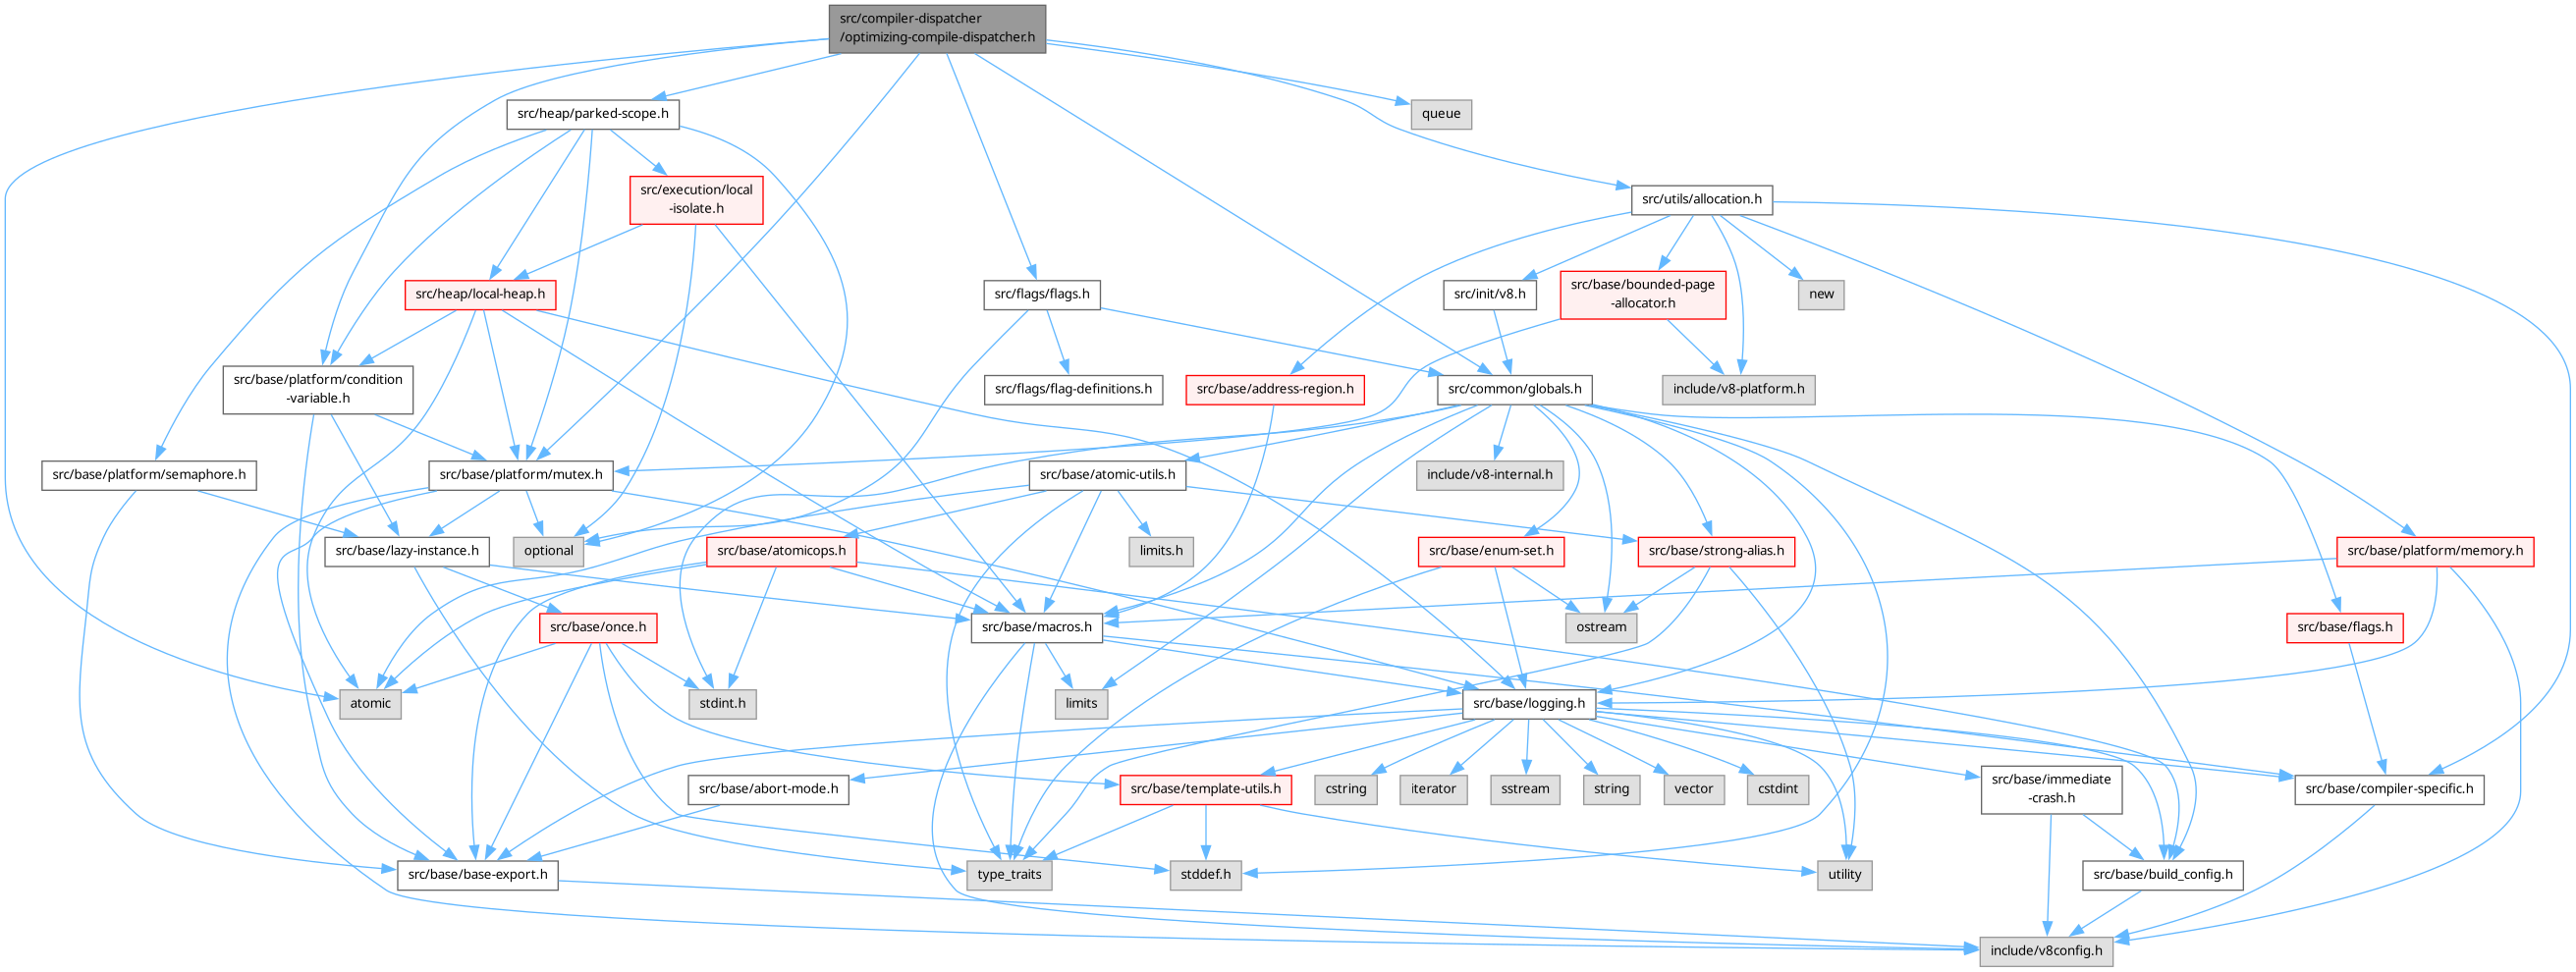 src/compiler-dispatcher
/optimizing-compile-dispatcher.h
src/heap/parked-scope.h
queue
src/execution/local
-isolate.h
src/utils/allocation.h
src/heap/local-heap.h
src/flags/flags.h
src/init/v8.h
src/base/bounded-page
-allocator.h
new
src/base/platform/condition
-variable.h
src/flags/flag-definitions.h
src/base/address-region.h
src/common/globals.h
include/v8-platform.h
src/base/platform/semaphore.h
src/base/platform/mutex.h
src/base/atomic-utils.h
include/v8-internal.h
src/base/lazy-instance.h
optional
src/base/atomicops.h
limits.h
src/base/enum-set.h
src/base/strong-alias.h
src/base/platform/memory.h
src/base/once.h
src/base/macros.h
ostream
src/base/flags.h
atomic
stdint.h
limits
src/base/logging.h
src/base/abort-mode.h
src/base/template-utils.h
cstring
iterator
sstream
string
vector
cstdint
src/base/immediate
-crash.h
src/base/compiler-specific.h
src/base/base-export.h
type_traits
stddef.h
utility
src/base/build_config.h
include/v8config.h